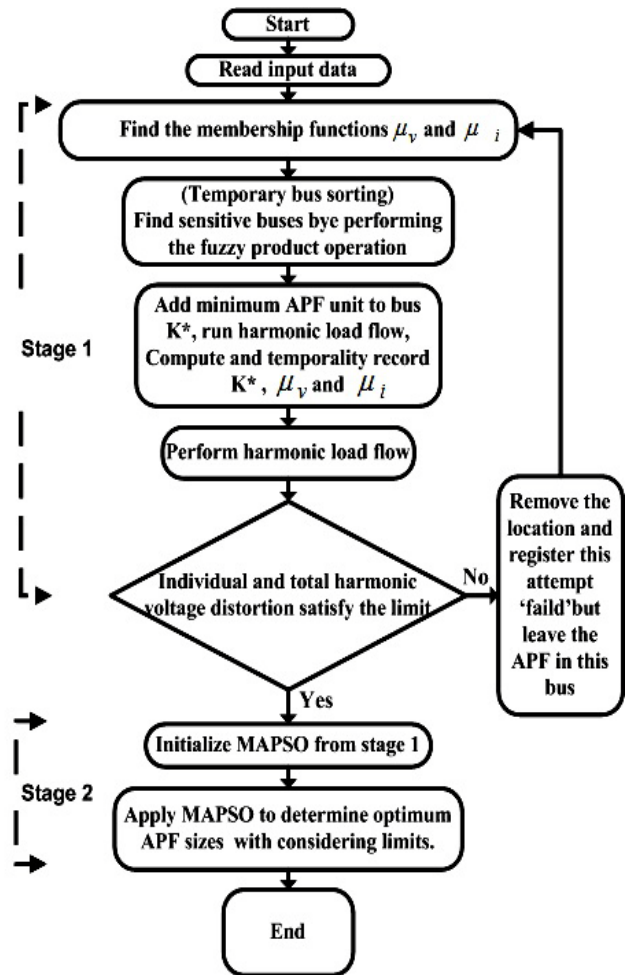 Start
Read input data
Find the membership functions μv and μ i
(Temporary bus sorting)
Find sensitive buses bye performing
the fuzzy product operation
Add minimum APF unit to bus
K*, run harmonic load flow,
Compute and temporality record
K*, μv and μi
Stage 1
Perform harmonic load flow
Individual and total harmonic
voltage distortion satisfy the limit
No
Remove the
location and
register this
attempt
‘faild’but
leave the
APF in this
bus
Yes
Initialize MAPSO from stage 1
Stage 2
Apply MAPSO to determine optimum
APF sizes with considering limits.
End